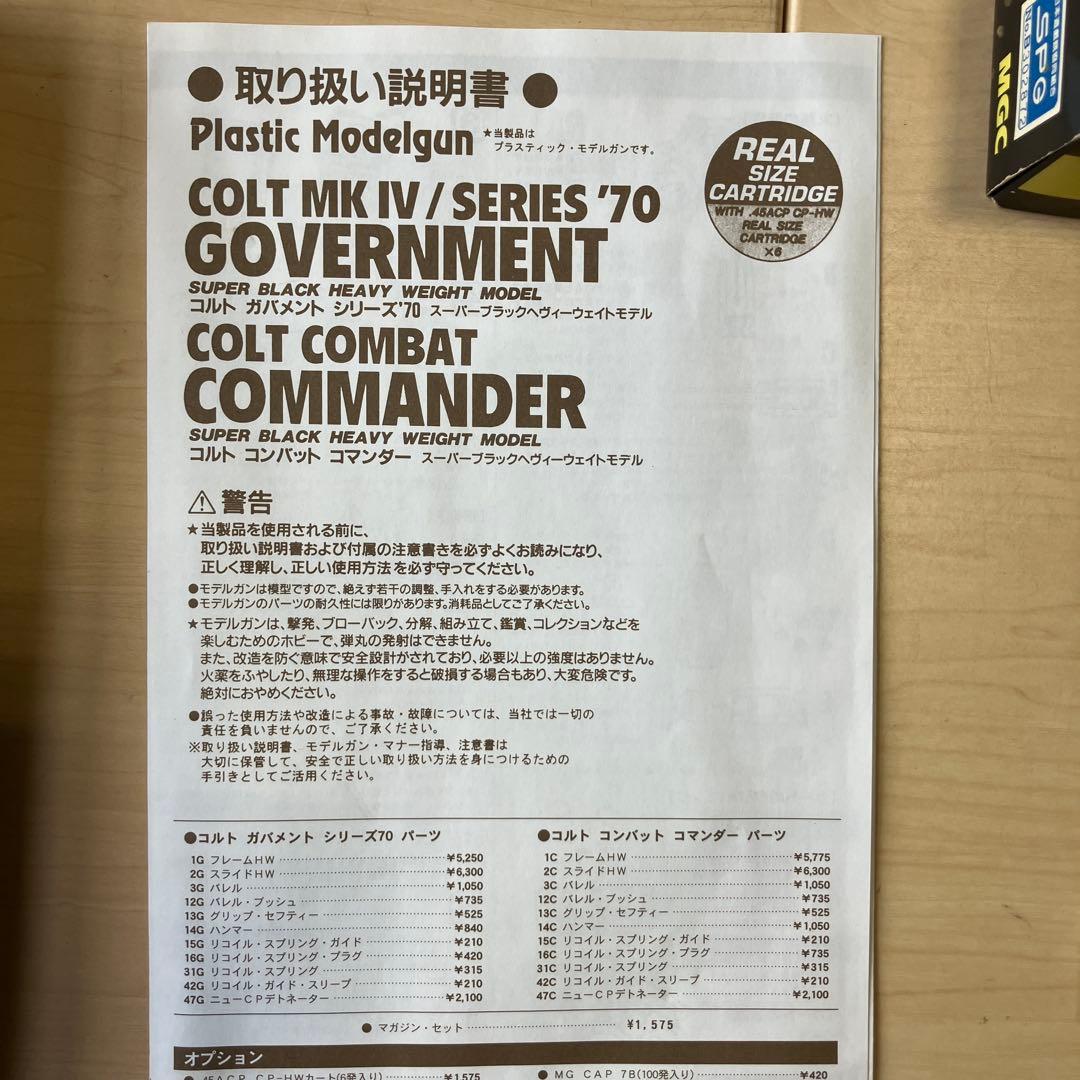 ● 取り扱い説明書 ●
Plastic Modelgun
★当製品は
プラスティック・モデルガンです。
COLT MK IV / SERIES '70
GOVERNMENT
SUPER BLACK HEAVY WEIGHT MODEL
コルト ガバメント シリーズ'70 スーパーブラックヘヴィーウェイトモデル
COLT COMBAT
COMMANDER
SUPER BLACK HEAVY WEIGHT MODEL
コルト コンバット コマンダー スーパーブラックヘヴィーウェイトモデル
REAL
SIZE
CARTRIDGE
WITH .45ACP CP-HW
REAL SIZE
CARTRIDGE
×6
SPG
No.B302872
MGC
⚠ 警告
★当製品を使用される前に、
取り扱い説明書および付属の注意書きを必ずよくお読みになり、
正しく理解し、正しい使用方法を必ず守ってください。
●モデルガンは模型ですので、絶えず若干の調整、手入れをする必要があります。
●モデルガンのパーツの耐久性には限りがあります。消耗品としてご了承ください。
★モデルガンは、撃発、ブローバック、分解、組み立て、鑑賞、コレクションなどを
楽しむためのホビーで、弾丸の発射はできません。
また、改造を防ぐ意味で安全設計がされており、必要以上の強度はありません。
火薬をふやしたり、無理な操作をすると破損する場合もあり、大変危険です。
絶対におやめください。
●誤った使用方法や改造による事故・故障については、当社では一切の
責任を負いませんので、ご了承ください。
※取り扱い説明書、モデルガン・マナー指導、注意書は
大切に保管して、安全で正しい取り扱い方法を身につけるための
手引きとしてご活用ください。
●コルト ガバメント シリーズ70 パーツ
1G フレームHW ¥5,250
2G スライドHW ¥6,300
3G バレル ¥1,050
12G バレル・ブッシュ ¥735
13G グリップ・セフティー ¥525
14G ハンマー ¥840
15G リコイル・スプリング・ガイド ¥210
16G リコイル・スプリング・プラグ ¥420
31G リコイル・スプリング ¥315
42G リコイル・ガイド・スリーブ ¥210
47G ニューCPデトネーター ¥2,100
●コルト コンバット コマンダー パーツ
1C フレームHW ¥5,775
2C スライドHW ¥6,300
3C バレル ¥1,050
12C バレル・ブッシュ ¥735
13C グリップ・セフティー ¥525
14C ハンマー ¥1,050
15C リコイル・スプリング・ガイド ¥210
16C リコイル・スプリング・プラグ ¥735
31C リコイル・スプリング ¥315
42C リコイル・ガイド・スリーブ ¥210
47C ニューCPデトネーター ¥2,100
● マガジン・セット ¥1,575
オプション
● .45ACP CP-HWカート(6発入り) ¥1,575
● MG CAP 7B(100発入り) ¥420